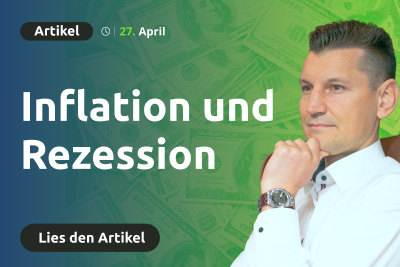 Artikel
27. April
Inflation und
Rezession
Lies den Artikel